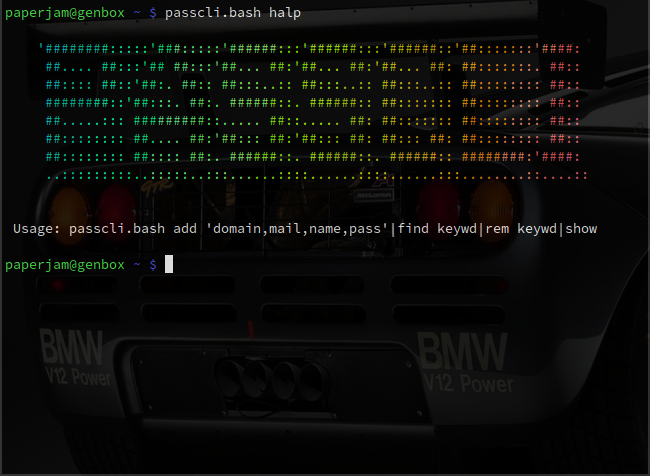 paperjam@genbox ~ $ passcli.bash halp
'########:::::'###:::::'######:::'######:::'######::'##:::::::'####:
 ##.... ##:::'## ##:::'##... ##:'##... ##:'##... ##: ##:::::::. ##::
 ##:::: ##::'##:. ##:: ##:::..:: ##:::..:: ##:::..:: ##:::::::: ##::
 ########::'##:::. ##:. ######::. ######:: ##::::::: ##:::::::: ##::
 ##.....::: #########::..... ##::..... ##: ##::::::: ##:::::::: ##::
 ##:::::::: ##.... ##:'##::: ##:'##::: ##: ##::: ##: ##:::::::: ##::
 ##:::::::: ##:::: ##:. ######::. ######::. ######:: ########:'####:
..:::::::::..:::::..:::......::::......::::......:::........::....::
Usage: passcli.bash add 'domain,mail,name,pass'|find keywd|rem keywd|show
paperjam@genbox ~ $
BMW
V12 Power
BMW
V12 Power